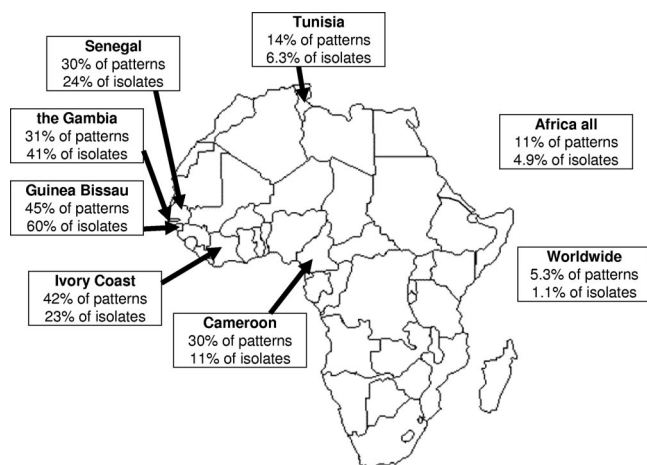 Tunisia
14% of patterns
6.3% of isolates
Senegal
30% of patterns
24% of isolates
the Gambia
31% of patterns
41% of isolates
Africa all
11% of patterns
4.9% of isolates
Guinea Bissau
45% of patterns
60% of isolates
Worldwide
5.3% of patterns
1.1% of isolates
Ivory Coast
42% of patterns
23% of isolates
Cameroon
30% of patterns
11% of isolates